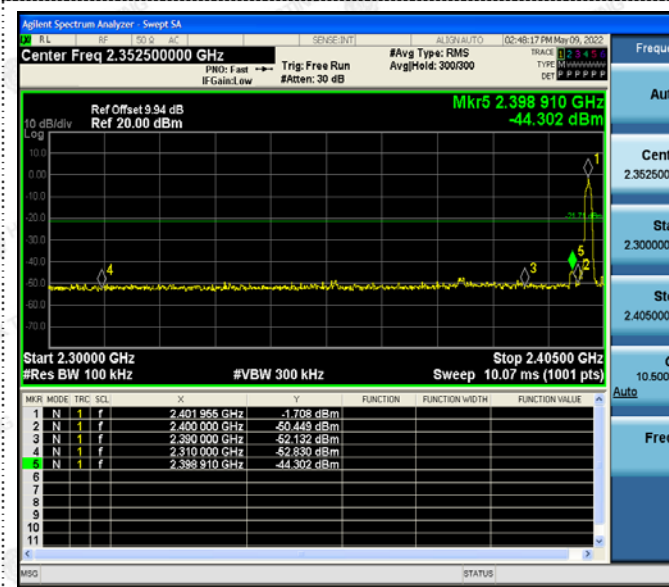 Agilent Spectrum Analyzer - Swept SA
RL RF 50 Ω AC SENSE:INT ALIGN AUTO 02:48:17 PM May 09, 2022
Center Freq 2.352500000 GHz #Avg Type: RMS TRACE 1 2 3 4 5 6
PNO: Fast Trig: Free Run Avg|Hold: 300/300 TYPE M
IFGain:Low #Atten: 30 dB DET P P P P P P
Mkr5 2.398 910 GHz
-44.302 dBm
Ref Offset 9.94 dB
10 dB/div Ref 20.00 dBm
Log
10.0
0.00
-10.0
-20.0
-30.0
-40.0
-50.0
-60.0
-70.0
-21.71 dBm
1
5
2
3
4
Start 2.30000 GHz Stop 2.40500 GHz
#Res BW 100 kHz #VBW 300 kHz Sweep 10.07 ms (1001 pts)
MKR MODE TRC SCL X Y FUNCTION FUNCTION WIDTH FUNCTION VALUE
1 N 1 f 2.401 955 GHz -1.708 dBm
2 N 1 f 2.400 000 GHz -50.449 dBm
3 N 1 f 2.390 000 GHz -52.132 dBm
4 N 1 f 2.310 000 GHz -52.830 dBm
5 N 1 f 2.398 910 GHz -44.302 dBm
6
7
8
9
10
11
MSG STATUS
Freque
Aut
Cent
2.352500
Sta
2.300000
Sto
2.405000
C
10.500
Auto
Freq